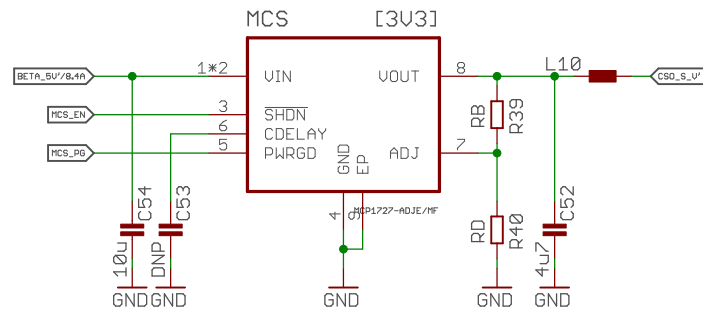 MCS [3V3]
L10
BETA_5V'/8.4A 1*2 VIN VOUT 8 CSO_S_V'
MCS_EN 3 SHDN
6 CDELAY
MCS_PG 5 PWRGD ADJ 7
GND
EP
RB
R39
4
9
MCP1727-ADJE/MF
C54
10u
C53
DNP
RD
R40
C52
4u7
GND GND GND GND GND